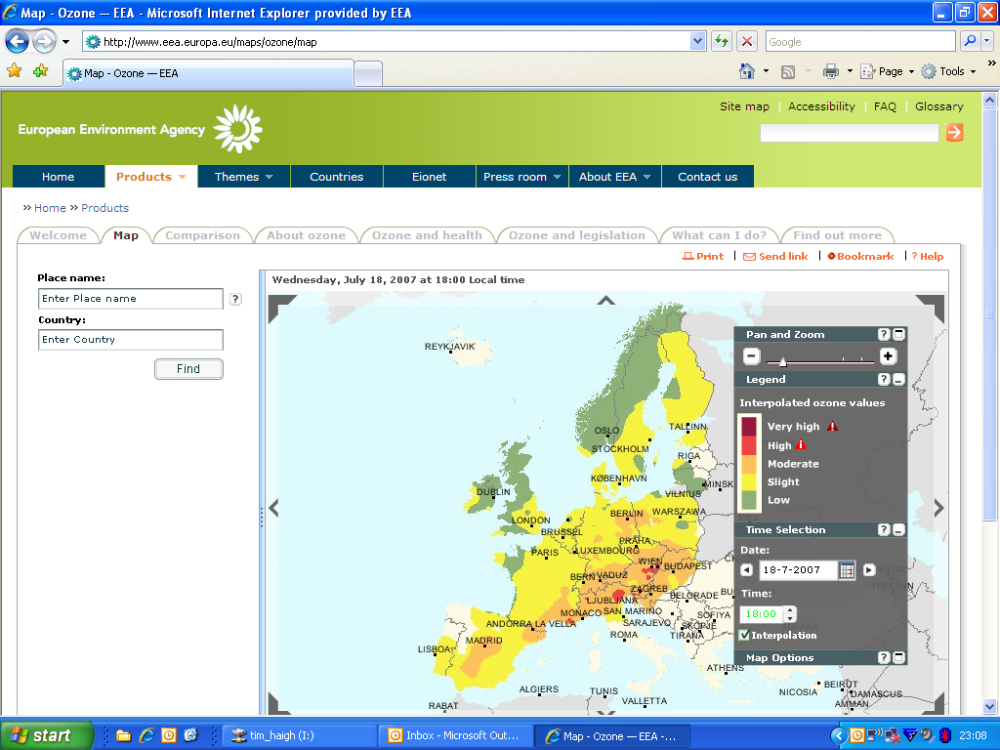 Map - Ozone — EEA - Microsoft Internet Explorer provided by EEA
http://www.eea.europa.eu/maps/ozone/map
Google
Map - Ozone — EEA
Page
Tools
Site map | Accessibility | FAQ | Glossary
European Environment Agency
Home
Products
Themes
Countries
Eionet
Press room
About EEA
Contact us
» Home » Products
Welcome
Map
Comparison
About ozone
Ozone and health
Ozone and legislation
What can I do?
Find out more
Print | Send link | Bookmark | ? Help
Place name:
Enter Place name
?
Country:
Enter Country
Find
Wednesday, July 18, 2007 at 18:00 Local time
REYKJAVIK
OSLO
TALLINN
STOCKHOLM
RIGA
KØBENHAVN
MINSK
DUBLIN
VILNIUS
BERLIN
WARSZAWA
LONDON
BRUSSEL
PRAHA
PARIS
LUXEMBOURG
WIEN
BUDAPEST
BERN
VADUZ
ZAGREB
LJUBLJANA
BELGRADE
MONACO
SAN MARINO
SOFIYA
ANDORRA LA VELLA
SARAJEVO
SKOPJE
ROMA
TIRANA
MADRID
LISBOA
ATHENS
ALGIERS
TUNIS
NICOSIA
BEIRUT
DAMASCUS
RABAT
VALLETTA
AMMAN
YEREVAN
Pan and Zoom
?
Legend
?
Interpolated ozone values
Very high
High
Moderate
Slight
Low
Time Selection
?
Date:
18-7-2007
Time:
18:00
Interpolation
Map Options
?
start
tim_haigh (I:)
Inbox - Microsoft Out...
Map - Ozone — EEA -...
23:08